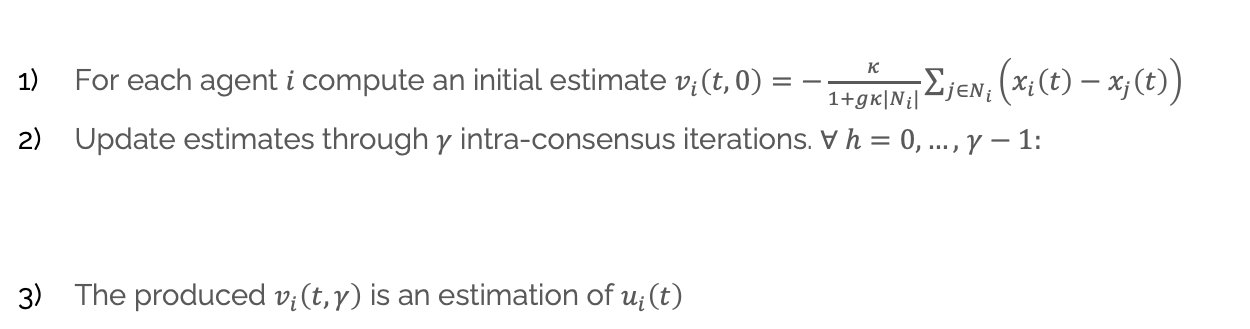 1) For each agent i compute an initial estimate v_i(t, 0) = −\frac{κ}{1+gκ|N_i|} ∑_{j∈N_i} (x_i(t) − x_j(t))
2) Update estimates through γ intra-consensus iterations. ∀ h = 0, …, γ − 1:
3) The produced v_i(t, γ) is an estimation of u_i(t)